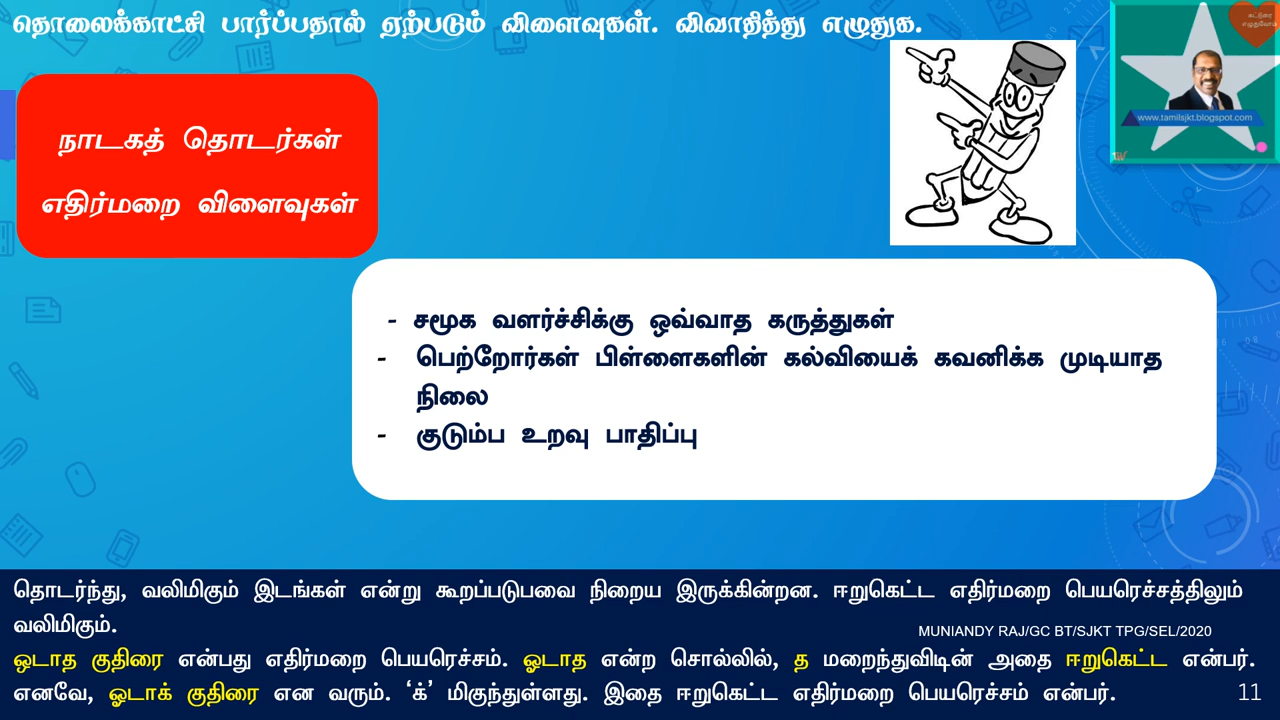 தொலைக்காட்சி பார்ப்பதால் ஏற்படும் விளைவுகள். விவாதித்து எழுதுக.
கட்டுரை
எழுதுவோம்
www.tamilsjkt.blogspot.com
நாடகத் தொடர்கள்
எதிர்மறை விளைவுகள்
- சமூக வளர்ச்சிக்கு ஒவ்வாத கருத்துகள்
- பெற்றோர்கள் பிள்ளைகளின் கல்வியைக் கவனிக்க முடியாத
நிலை
- குடும்ப உறவு பாதிப்பு
தொடர்ந்து, வலிமிகும் இடங்கள் என்று கூறப்படுபவை நிறைய இருக்கின்றன. ஈறுகெட்ட எதிர்மறை பெயரெச்சத்திலும்
வலிமிகும்.
MUNIANDY RAJ/GC BT/SJKT TPG/SEL/2020
ஒடாத குதிரை என்பது எதிர்மறை பெயரெச்சம். ஓடாத என்ற சொல்லில், த மறைந்துவிடின் அதை ஈறுகெட்ட என்பர்.
எனவே, ஓடாக் குதிரை என வரும். ‘க்’ மிகுந்துள்ளது. இதை ஈறுகெட்ட எதிர்மறை பெயரெச்சம் என்பர்.
11